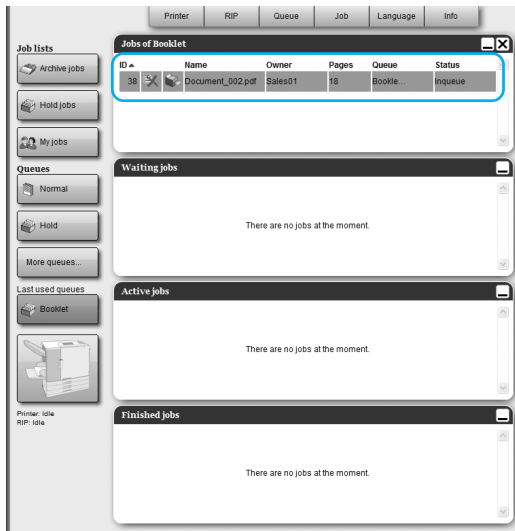 Printer RIP Queue Job Language Info
Job lists
Archive jobs
Hold jobs
My jobs
Queues
Normal
Hold
More queues...
Last used queues
Booklet
Printer: Idle
RIP: Idle
Jobs of Booklet
ID Name Owner Pages Queue Status
38 Document_002.pdf Sales01 18 Bookle... Inqueue
Waiting jobs
There are no jobs at the moment.
Active jobs
There are no jobs at the moment.
Finished jobs
There are no jobs at the moment.